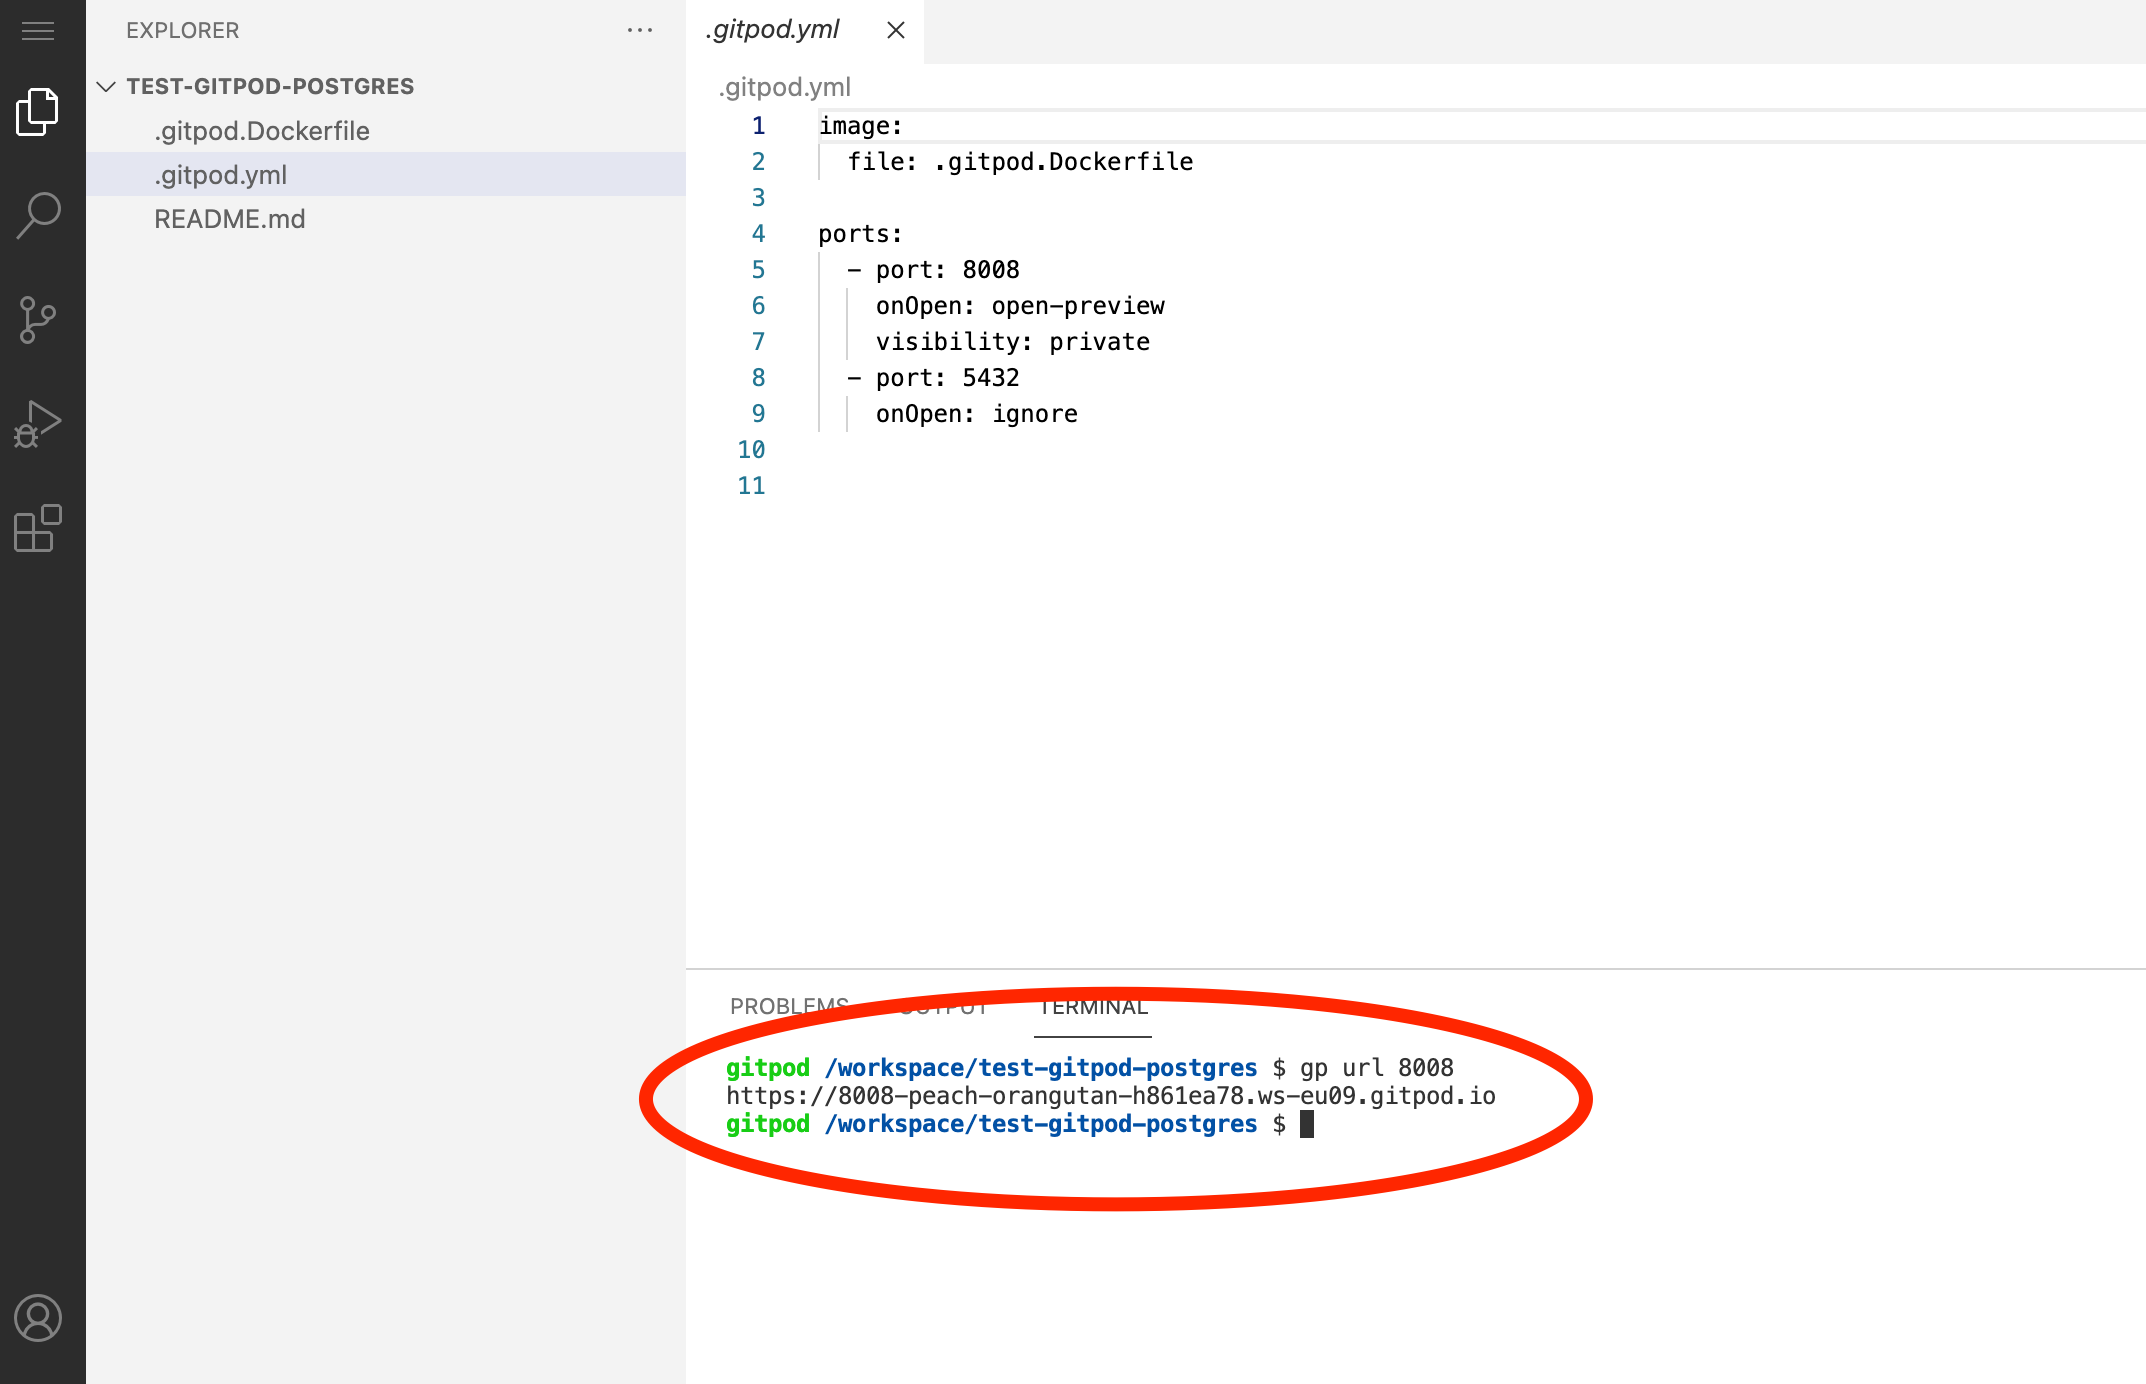 EXPLORER
TEST-GITPOD-POSTGRES
.gitpod.Dockerfile
.gitpod.yml
README.md
.gitpod.yml
.gitpod.yml
1 image:
2 file: .gitpod.Dockerfile
3
4 ports:
5 - port: 8008
6 onOpen: open-preview
7 visibility: private
8 - port: 5432
9 onOpen: ignore
10
11
PROBLEMS OUTPUT TERMINAL
gitpod /workspace/test-gitpod-postgres $ gp url 8008
https://8008-peach-orangutan-h861ea78.ws-eu09.gitpod.io
gitpod /workspace/test-gitpod-postgres $